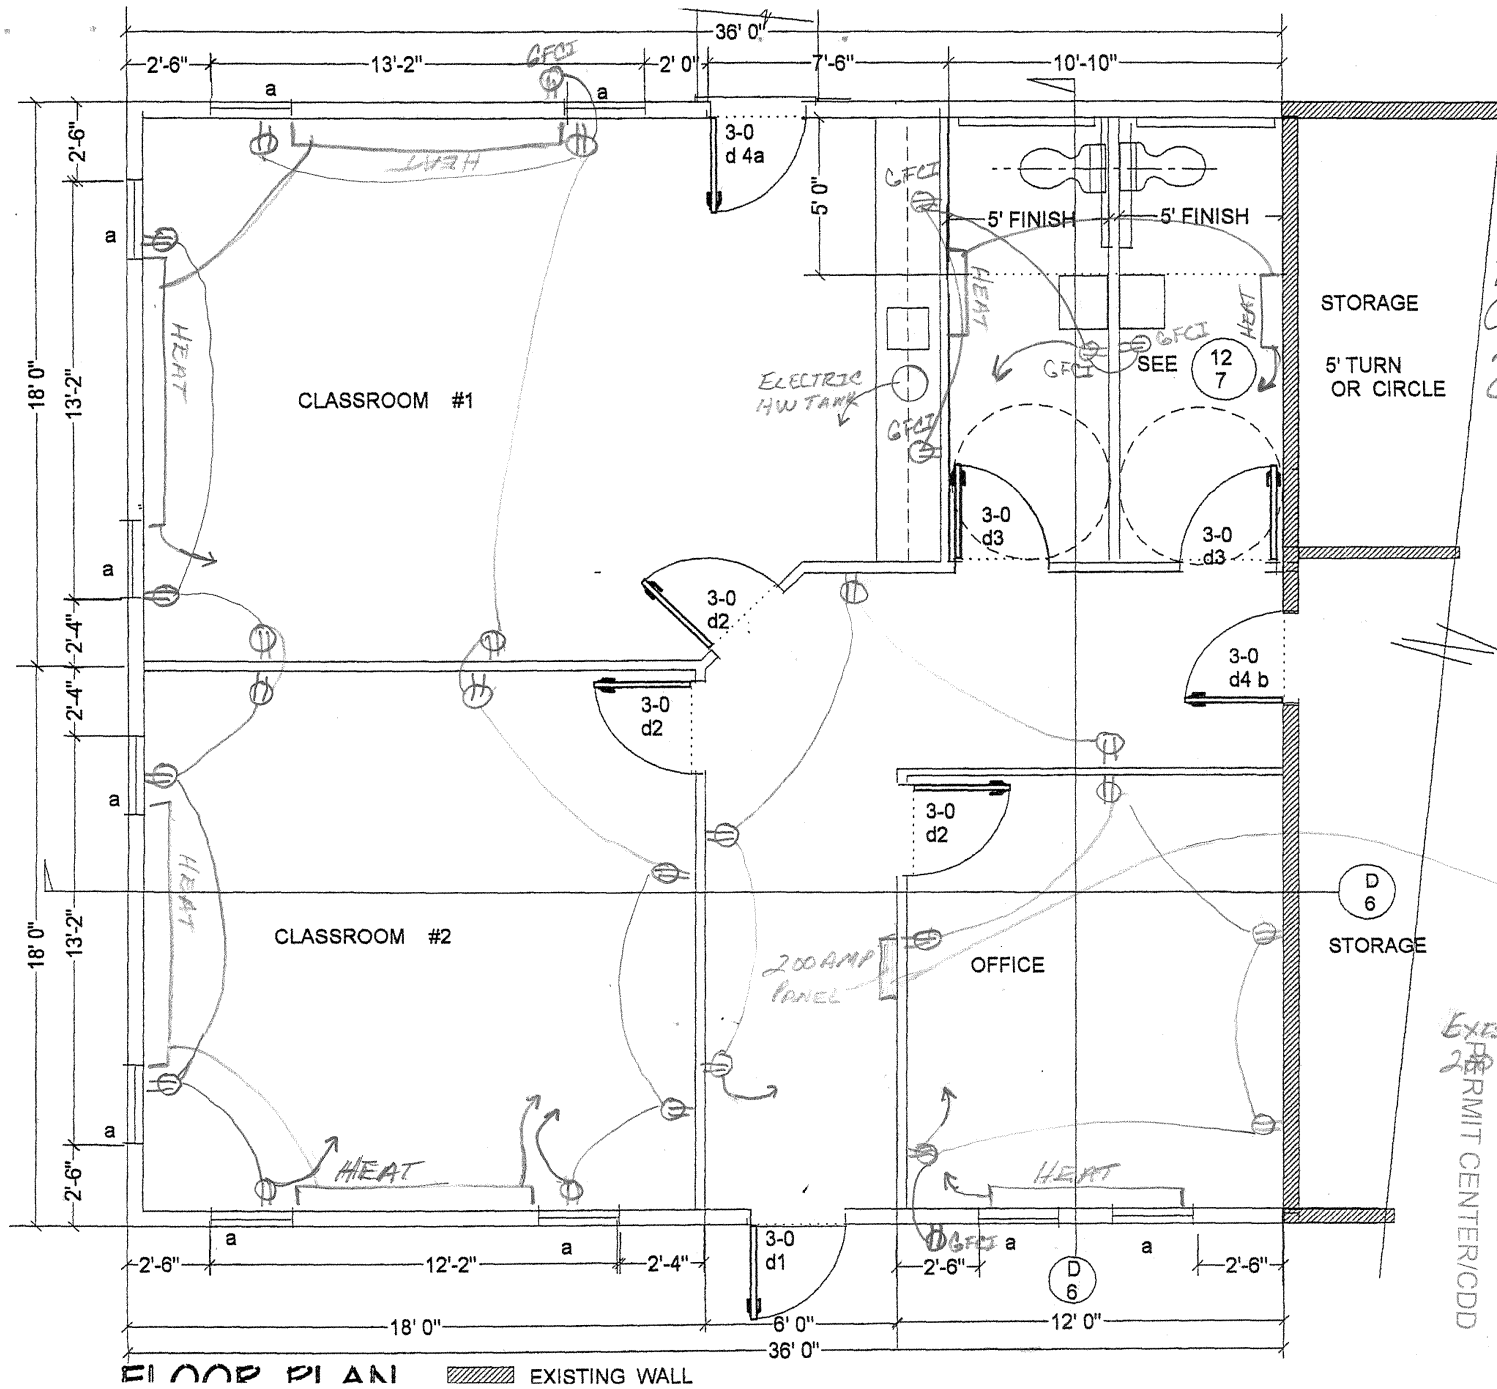 36' 0"
2'-6"
13'-2"
GFCI
2' 0"
7'-6"
10'-10"
a
a
2'-6"
3-0
d 4a
HEAT
5' 0"
GFCI
5' FINISH
5' FINISH
a
HEAT
HEAT
HEAT
STORAGE
GFCI
GFCI
SEE
12
7
5' TURN
OR CIRCLE
18' 0"
13'-2"
CLASSROOM #1
ELECTRIC
HW TANK
GFCI
3-0
d3
3-0
d3
a
3-0
d2
2'-4"
3-0
d4 b
2'-4"
3-0
d2
a
3-0
d2
HEAT
D
6
18' 0"
13'-2"
CLASSROOM #2
200 AMP
PANEL
OFFICE
STORAGE
PERMIT CENTER/CDD
a
2'-6"
HEAT
HEAT
a
a
3-0
d1
GFCI
a
a
2'-6"
12'-2"
2'-4"
2'-6"
D
6
2'-6"
18' 0"
6' 0"
12' 0"
36' 0"
FLOOR PLAN
EXISTING WALL